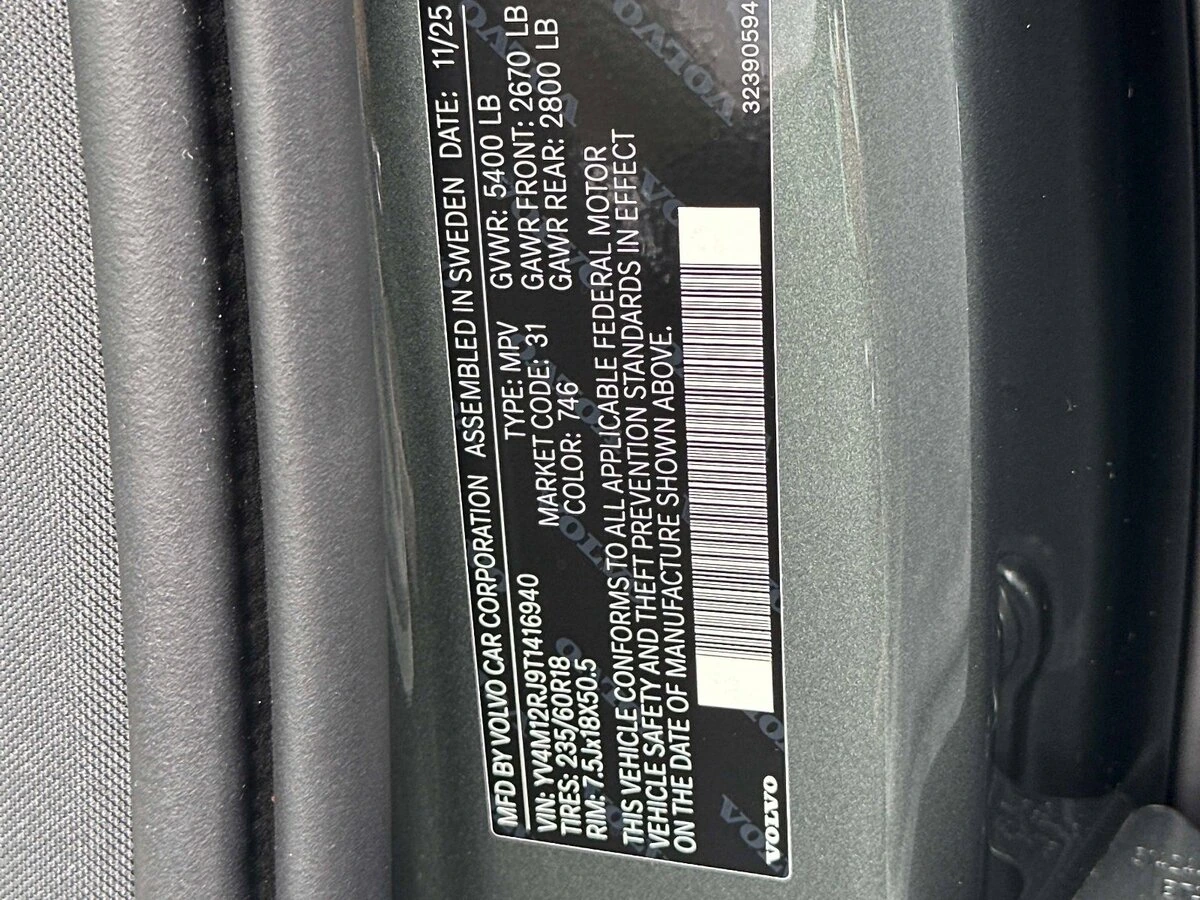 MFD BY VOLVO CAR CORPORATION ASSEMBLED IN SWEDEN DATE: 11/25
VIN: YV4M12RJ9T1416940 TYPE: MPV GVWR: 5400 LB
TIRES: 235/60R18 MARKET CODE: 31 GAWR FRONT: 2670 LB
RIM: 7.5Jx18X50.5 COLOR: 746 GAWR REAR: 2800 LB
THIS VEHICLE CONFORMS TO ALL APPLICABLE FEDERAL MOTOR
VEHICLE SAFETY AND THEFT PREVENTION STANDARDS IN EFFECT
ON THE DATE OF MANUFACTURE SHOWN ABOVE.
VOLVO
32390594